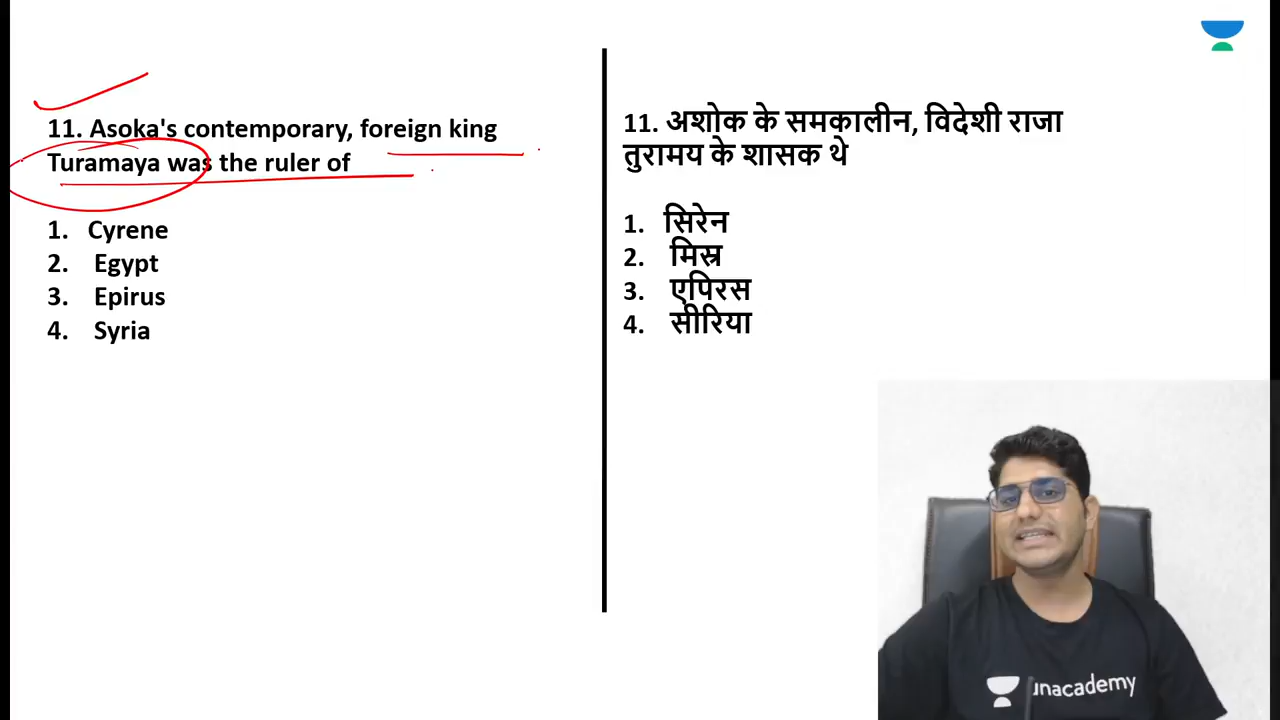 11. Asoka's contemporary, foreign king
Turamaya was the ruler of
1. Cyrene
2. Egypt
3. Epirus
4. Syria
11. अशोक के समकालीन, विदेशी राजा
तुरामय के शासक थे
1. सिरेन
2. मिस्र
3. एपिरस
4. सीरिया
unacademy